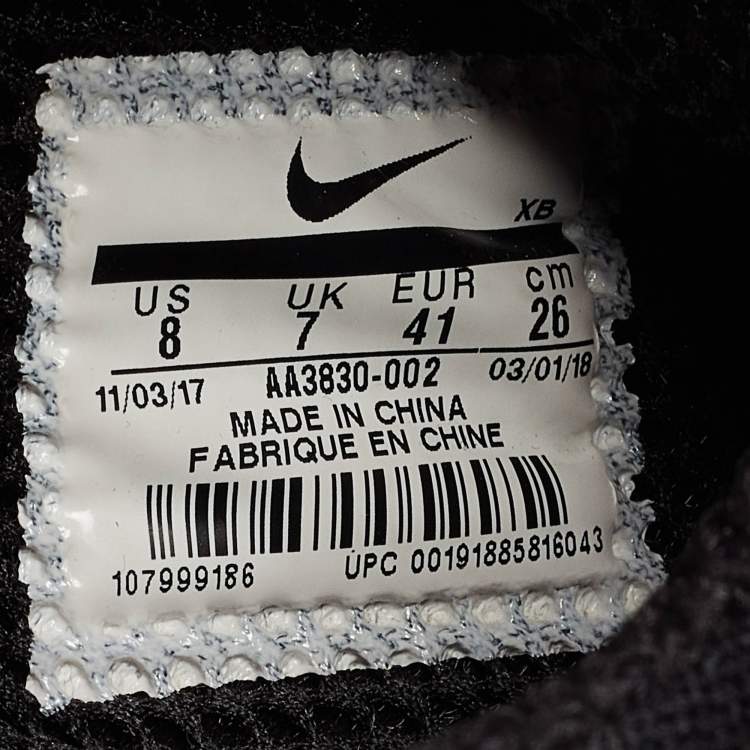 XB
US UK EUR cm
8 7 41 26
11/03/17 AA3830-002 03/01/18
MADE IN CHINA
FABRIQUE EN CHINE
107999186 UPC 00191885816043